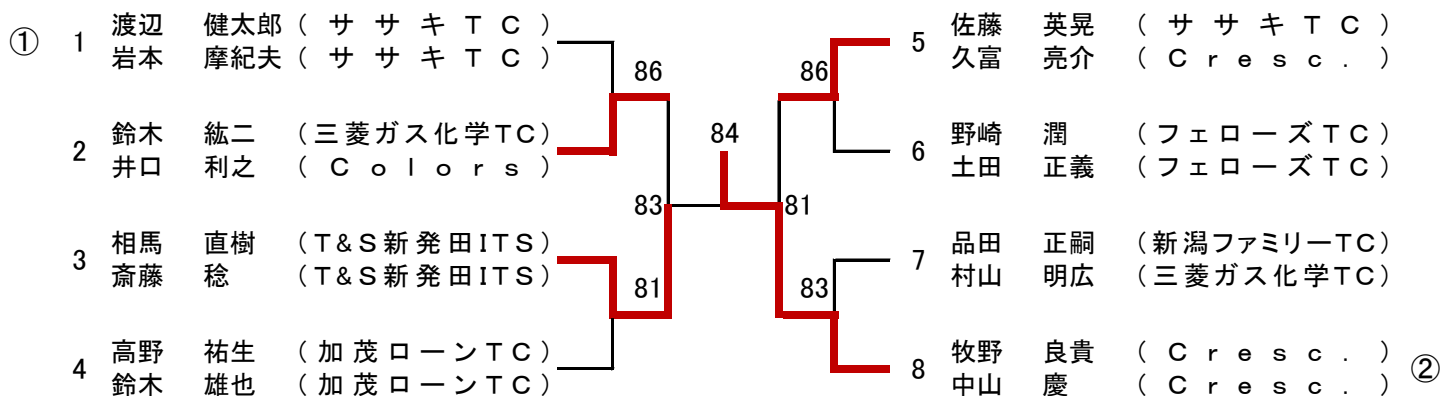 ① 1 渡辺 健太郎 (ササキTC)
岩本 摩紀夫 (ササキTC)
86
2 鈴木 紘二 (三菱ガス化学TC)
井口 利之 (Colors)
83
3 相馬 直樹 (T&S新発田ITS)
斎藤 稔 (T&S新発田ITS)
81
4 高野 祐生 (加茂ローンTC)
鈴木 雄也 (加茂ローンTC)
84
5 佐藤 英晃 (ササキTC)
久富 亮介 (Cresc.)
86
6 野崎 潤 (フェローズTC)
土田 正義 (フェローズTC)
81
7 品田 正嗣 (新潟ファミリーTC)
村山 明広 (三菱ガス化学TC)
83
8 牧野 良貴 (Cresc.) ②
中山 慶 (Cresc.)